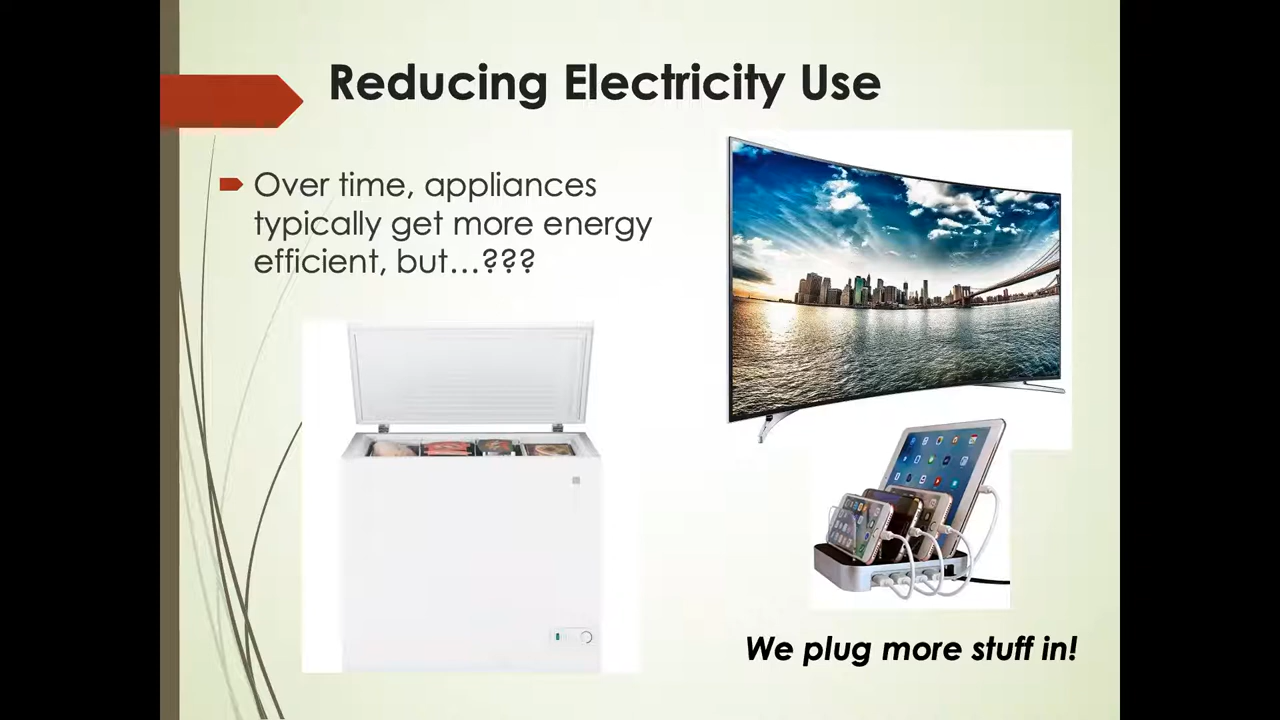 Reducing Electricity Use
Over time, appliances
typically get more energy
efficient, but…???
We plug more stuff in!